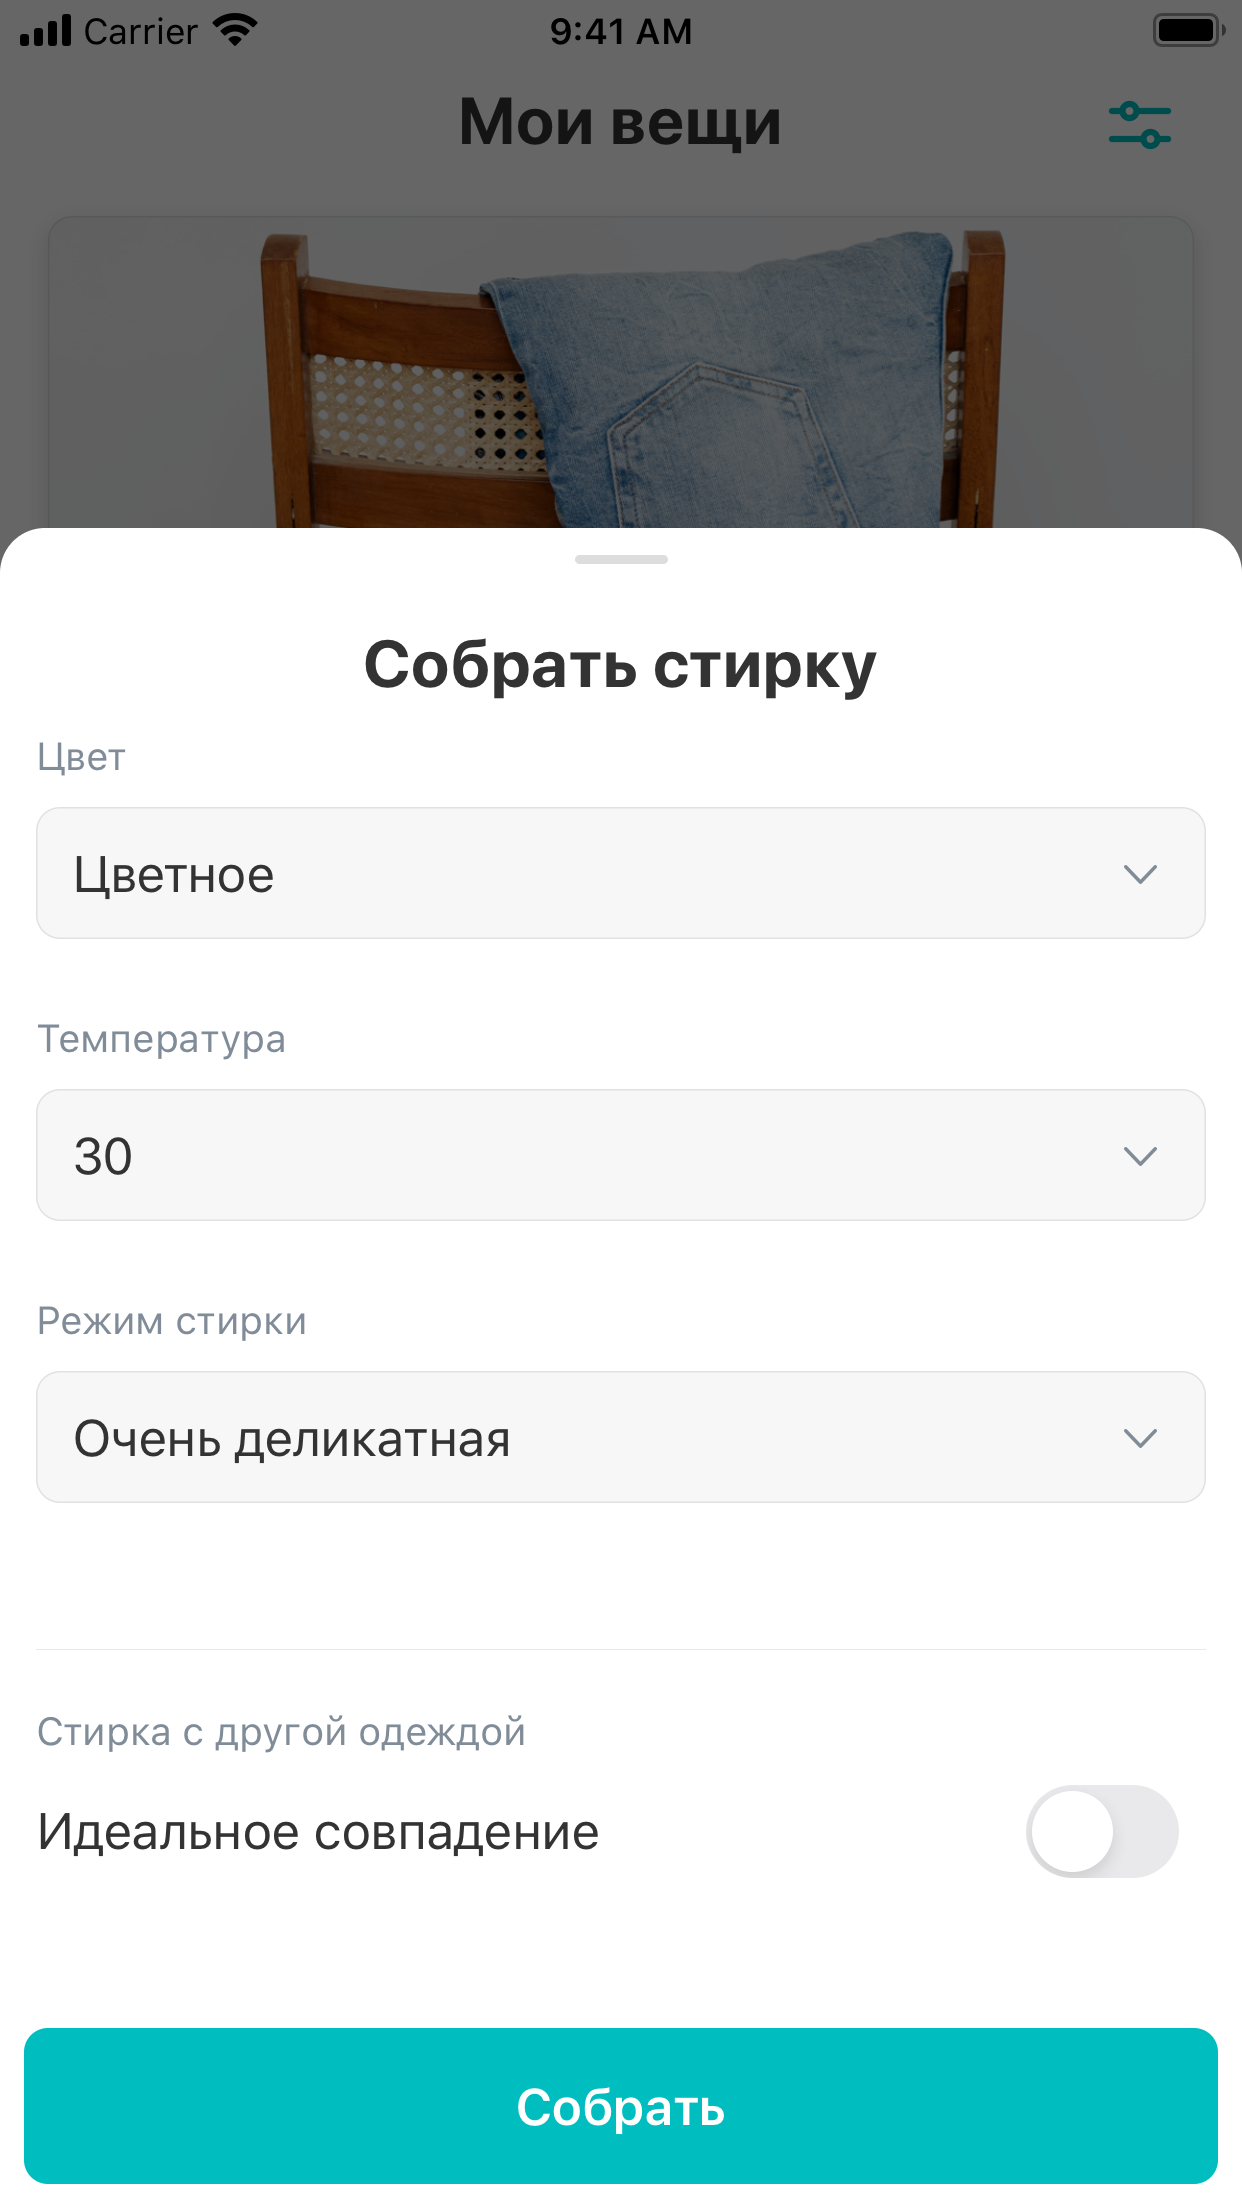 Carrier 9:41 AM
Мои вещи
Собрать стирку
Цвет
Цветное
Температура
30
Режим стирки
Очень деликатная
Стирка с другой одеждой
Идеальное совпадение
Собрать